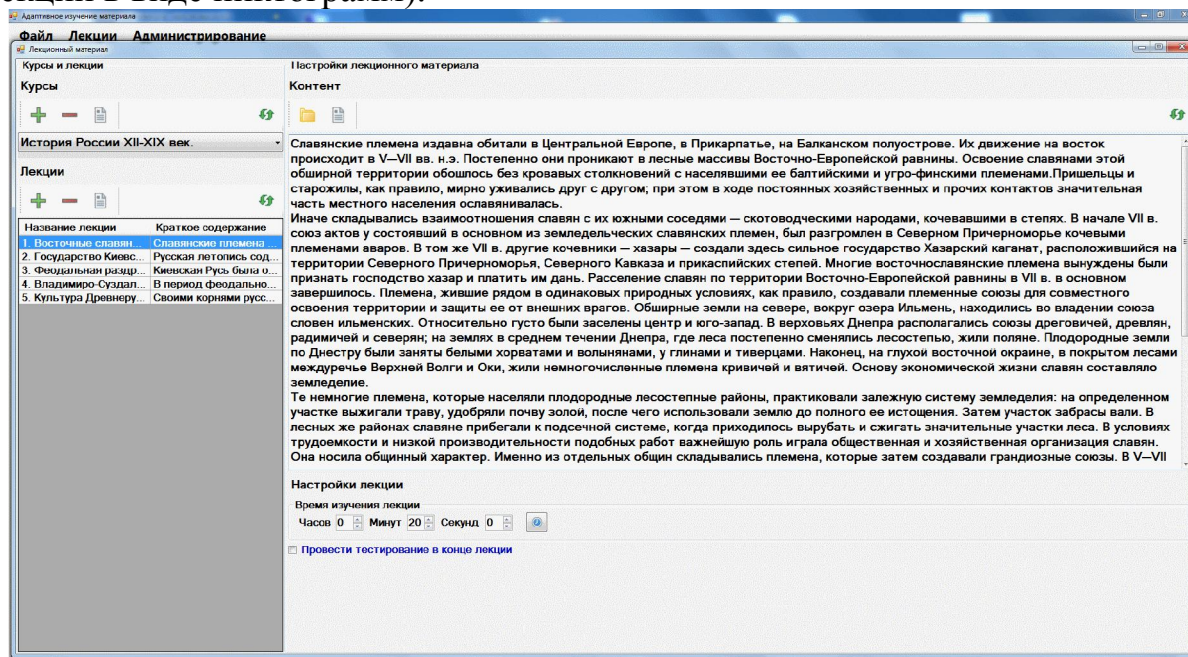 екции в виде пиктограмм).
Адаптивное изучение материала
Файл Лекции Администрирование
Лекционный материал
Курсы и лекции
Курсы
История России XII-XIX век.
Лекции
Название лекции Краткое содержание
1. Восточные славян... Славянские племена ...
2. Государство Киевс... Русская летопись сод...
3. Феодальная раздр... Киевская Русь была о...
4. Владимиро-Суздал... В период феодально...
5. Культура Древнеру... Своими корнями русс...
Настройки лекционного материала
Контент
Славянские племена издавна обитали в Центральной Европе, в Прикарпатье, на Балканском полуострове. Их движение на восток
происходит в V—VII вв. н.э. Постепенно они проникают в лесные массивы Восточно-Европейской равнины. Освоение славянами этой
обширной территории обошлось без кровавых столкновений с населявшими ее балтийскими и угро-финскими племенами.Пришельцы и
старожилы, как правило, мирно уживались друг с другом; при этом в ходе постоянных хозяйственных и прочих контактов значительная
часть местного населения ославянивалась.
Иначе складывались взаимоотношения славян с их южными соседями — скотоводческими народами, кочевавшими в степях. В начале VII в.
союз актов у состоявший в основном из земледельческих славянских племен, был разгромлен в Северном Причерноморье кочевыми
племенами аваров. В том же VII в. другие кочевники — хазары — создали здесь сильное государство Хазарский каганат, расположившийся на
территории Северного Причерноморья, Северного Кавказа и прикаспийских степей. Многие восточнославянские племена вынуждены были
признать господство хазар и платить им дань. Расселение славян по территории Восточно-Европейской равнины в VII в. в основном
завершилось. Племена, жившие рядом в одинаковых природных условиях, как правило, создавали племенные союзы для совместного
освоения территории и защиты ее от внешних врагов. Обширные земли на севере, вокруг озера Ильмень, находились во владении союза
словен ильменских. Относительно густо были заселены центр и юго-запад. В верховьях Днепра располагались союзы дреговичей, древлян,
радимичей и северян; на землях в среднем течении Днепра, где леса постепенно сменялись лесостепью, жили поляне. Плодородные земли
по Днестру были заняты белыми хорватами и волынянами, у глинами и тиверцами. Наконец, на глухой восточной окраине, в покрытом лесами
междуречье Верхней Волги и Оки, жили немногочисленные племена кривичей и вятичей. Основу экономической жизни славян составляло
земледелие.
Те немногие племена, которые населяли плодородные лесостепные районы, практиковали залежную систему земледелия: на определенном
участке выжигали траву, удобряли почву золой, после чего использовали землю до полного ее истощения. Затем участок забрасы вали. В
лесных же районах славяне прибегали к подсечной системе, когда приходилось вырубать и сжигать значительные участки леса. В условиях
трудоемкости и низкой производительности подобных работ важнейшую роль играла общественная и хозяйственная организация славян.
Она носила общинный характер. Именно из отдельных общин складывались племена, которые затем создавали грандиозные союзы. В V—VII
Настройки лекции
Время изучения лекции
Часов 0 Минут 20 Секунд 0
Провести тестирование в конце лекции